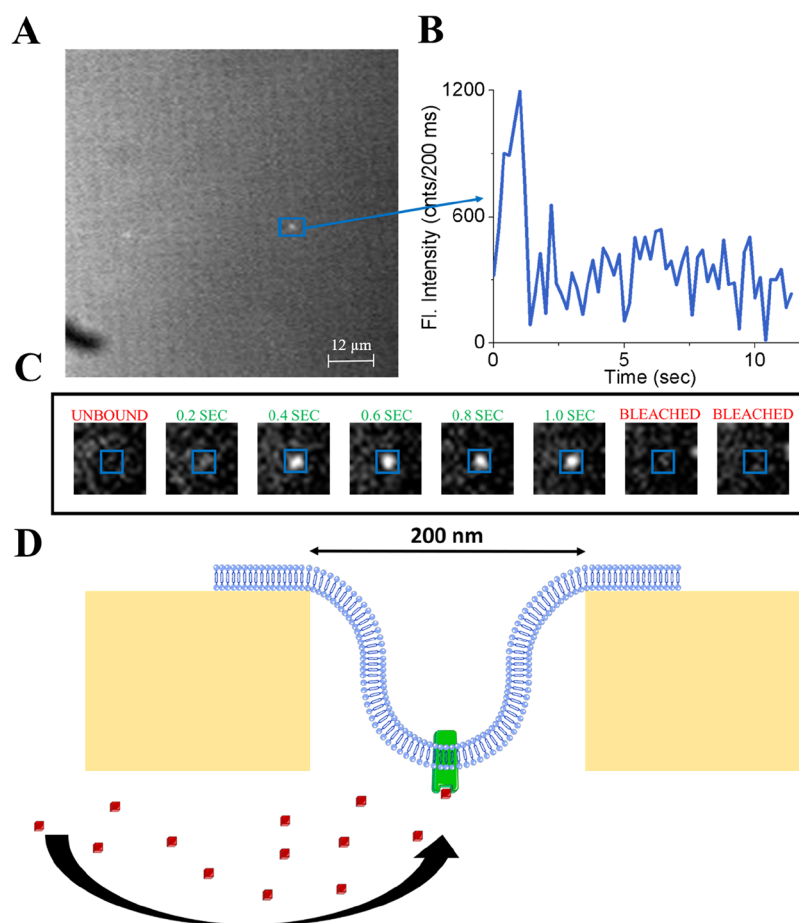 A
B
1200
600
0
Fl. Intensity (cnts/200 ms)
0
5
10
Time (sec)
12 µm
C
UNBOUND 0.2 SEC 0.4 SEC 0.6 SEC 0.8 SEC 1.0 SEC BLEACHED BLEACHED
D
200 nm